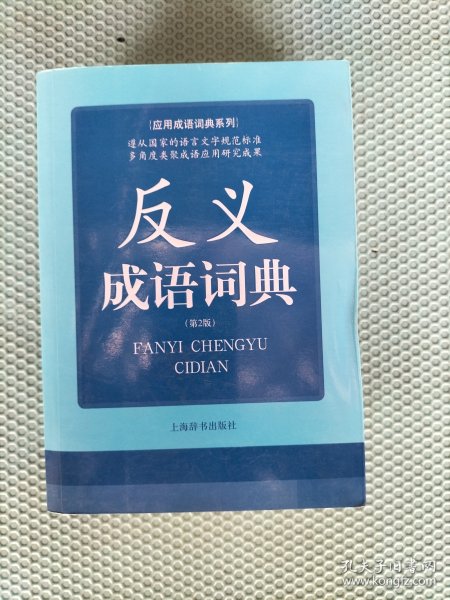 〔应用成语词典系列〕
遵从国家的语言文字规范标准
多角度类聚成语应用研究成果
反义
成语词典
(第2版)
FANYI CHENGYU
CIDIAN
上海辞书出版社
孔夫子旧书网
www.kongfz.com